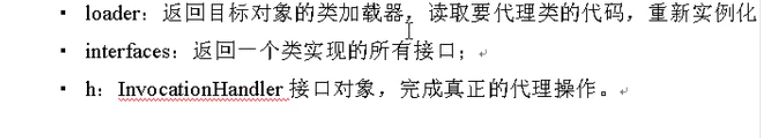 ▪ loader：返回目标对象的类加载器，读取要代理类的代码，重新实例化
▪ interfaces：返回一个类实现的所有接口；
▪ h：InvocationHandler 接口对象，完成真正的代理操作。